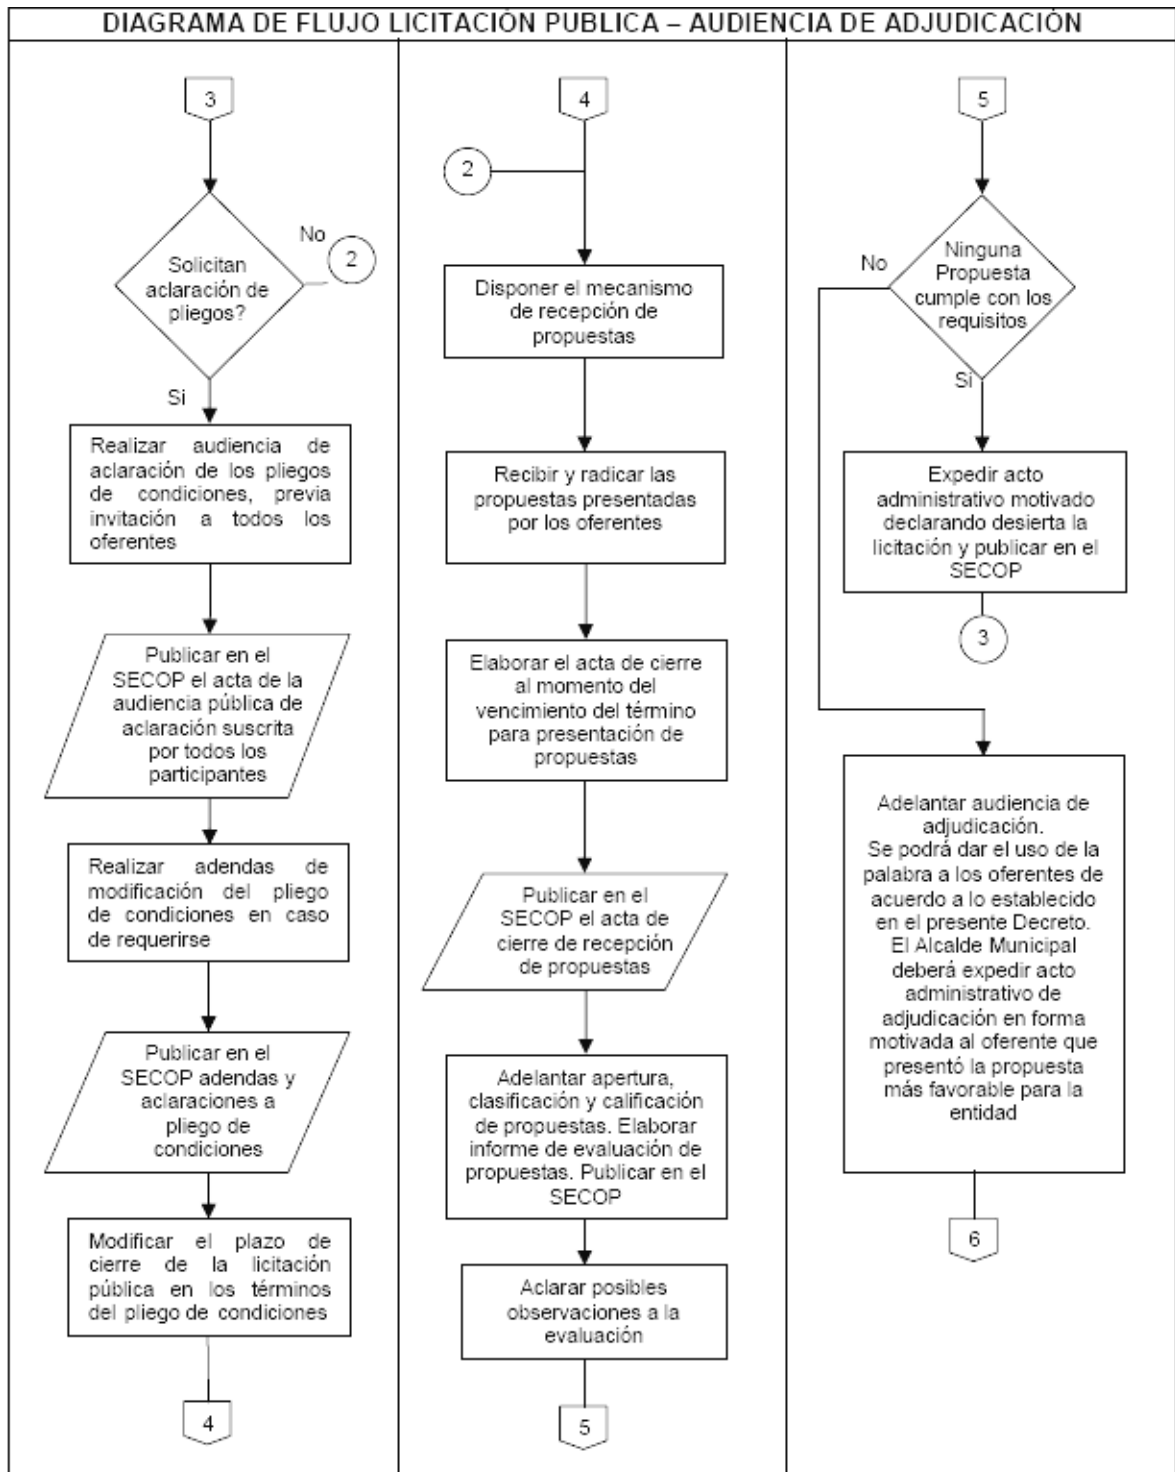 DIAGRAMA DE FLUJO LICITACIÓN PUBLICA – AUDIENCIA DE ADJUDICACIÓN
3
Solicitan
aclaración de
pliegos?
No
2
Si
Realizar audiencia de
aclaración de los pliegos
de condiciones, previa
invitación a todos los
oferentes
Publicar en el
SECOP el acta de la
audiencia pública de
aclaración suscrita
por todos los
participantes
Realizar adendas de
modificación del pliego
de condiciones en caso
de requerirse
Publicar en el
SECOP adendas y
aclaraciones a
pliego de
condiciones
Modificar el plazo de
cierre de la licitación
pública en los términos
del pliego de condiciones
4
4
2
Disponer el mecanismo
de recepción de
propuestas
Recibir y radicar las
propuestas presentadas
por los oferentes
Elaborar el acta de cierre
al momento del
vencimiento del término
para presentación de
propuestas
Publicar en el
SECOP el acta de
cierre de recepción
de propuestas
Adelantar apertura,
clasificación y calificación
de propuestas. Elaborar
informe de evaluación de
propuestas. Publicar en el
SECOP
Aclarar posibles
observaciones a la
evaluación
5
5
Ninguna
Propuesta
cumple con los
requisitos
No
Si
Expedir acto
administrativo motivado
declarando desierta la
licitación y publicar en el
SECOP
3
Adelantar audiencia de
adjudicación.
Se podrá dar el uso de la
palabra a los oferentes de
acuerdo a lo establecido
en el presente Decreto.
El Alcalde Municipal
deberá expedir acto
administrativo de
adjudicación en forma
motivada al oferente que
presentó la propuesta
más favorable para la
entidad
6